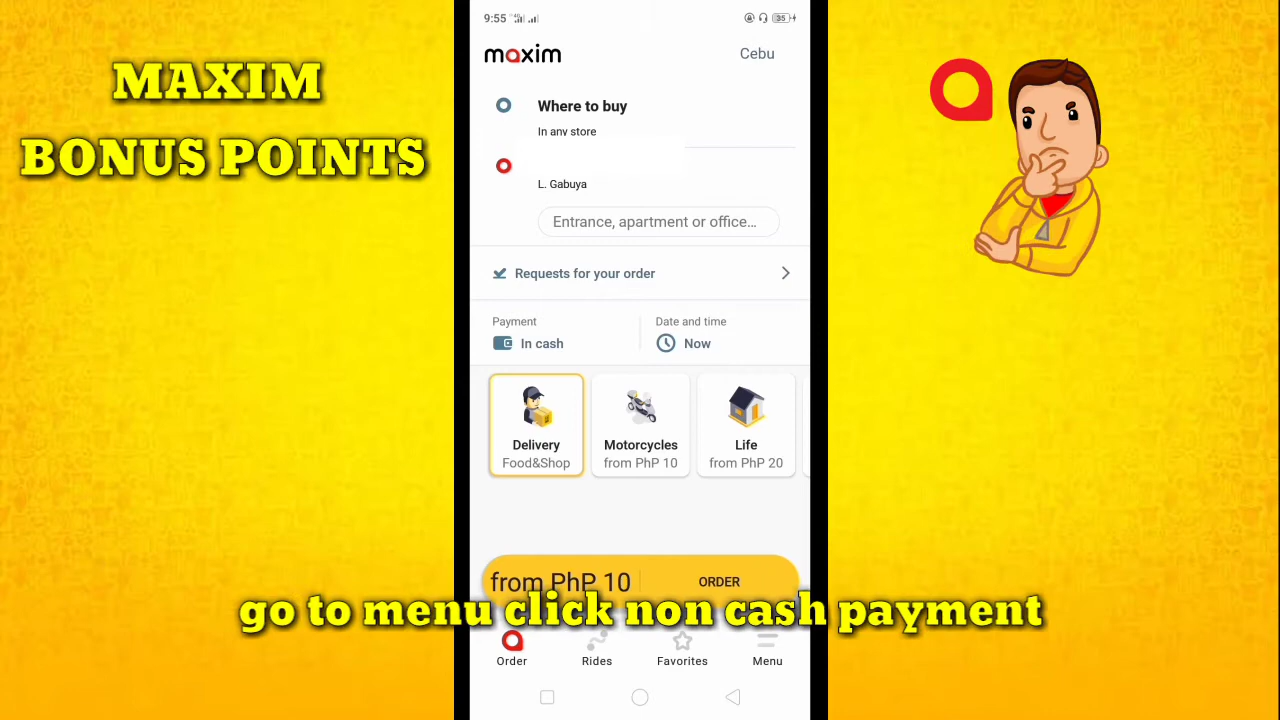 MAXIM
BONUS POINTS
9:55
4G
35
maxim
Cebu
Where to buy
In any store
L. Gabuya
Entrance, apartment or office...
Requests for your order
Payment
In cash
Date and time
Now
Delivery
Food&Shop
Motorcycles
from PhP 10
Life
from PhP 20
from PhP 10
ORDER
go to menu click non cash payment
Order
Rides
Favorites
Menu